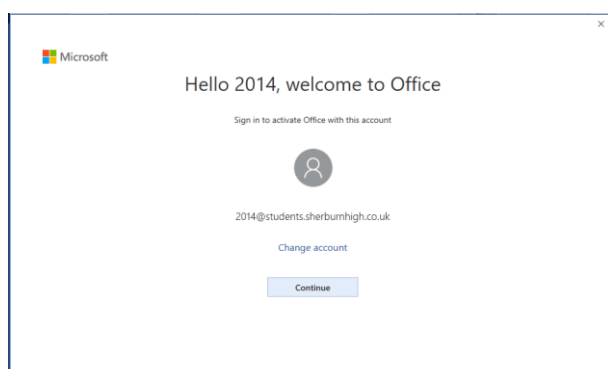 Microsoft
Hello 2014, welcome to Office
Sign in to activate Office with this account
2014@students.sherburnhigh.co.uk
Change account
Continue